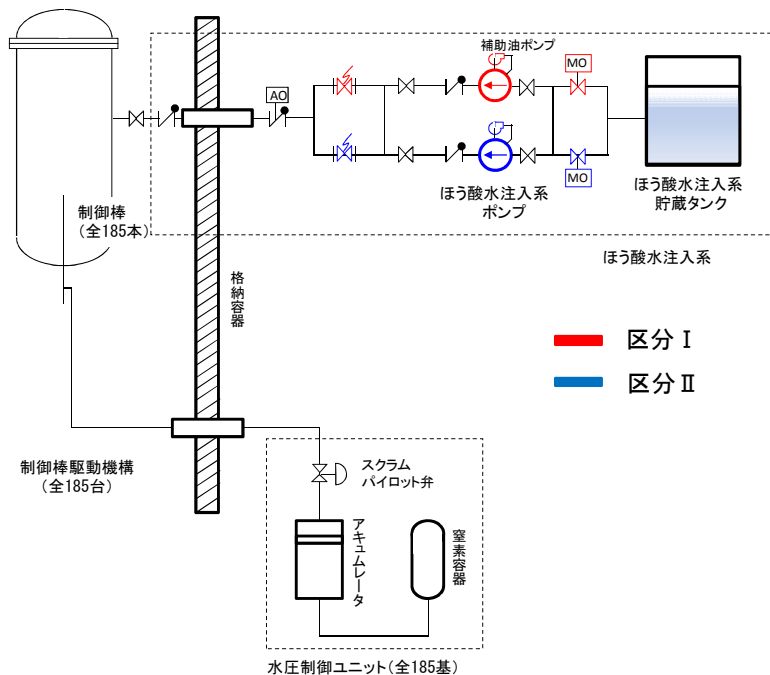 補助油ポンプ
MO
AO
MO
ほう酸水注入系
ポンプ
ほう酸水注入系
貯蔵タンク
制御棒
(全185本)
ほう酸水注入系
格納容器
区分Ⅰ
区分Ⅱ
制御棒駆動機構
(全185台)
スクラム
パイロット弁
アキュムレータ
窒素容器
水圧制御ユニット(全185基)